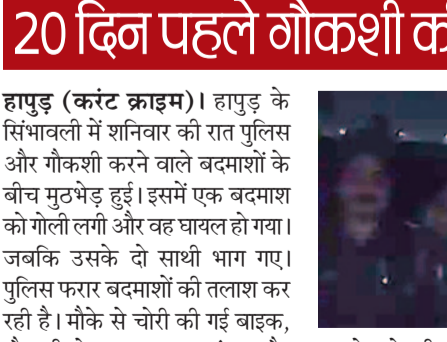 20 दिन पहले गौकशी
हापुड़ (करंट क्राइम)। हापुड़ के
सिंभावली में शनिवार की रात पुलिस
और गौकशी करने वाले बदमाशों के
बीच मुठभेड़ हुई। इसमें एक बदमाश
को गोली लगी और वह घायल हो गया।
जबकि उसके दो साथी भाग गए।
पुलिस फरार बदमाशों की तलाश कर
रही है। मौके से चोरी की गई बाइक,